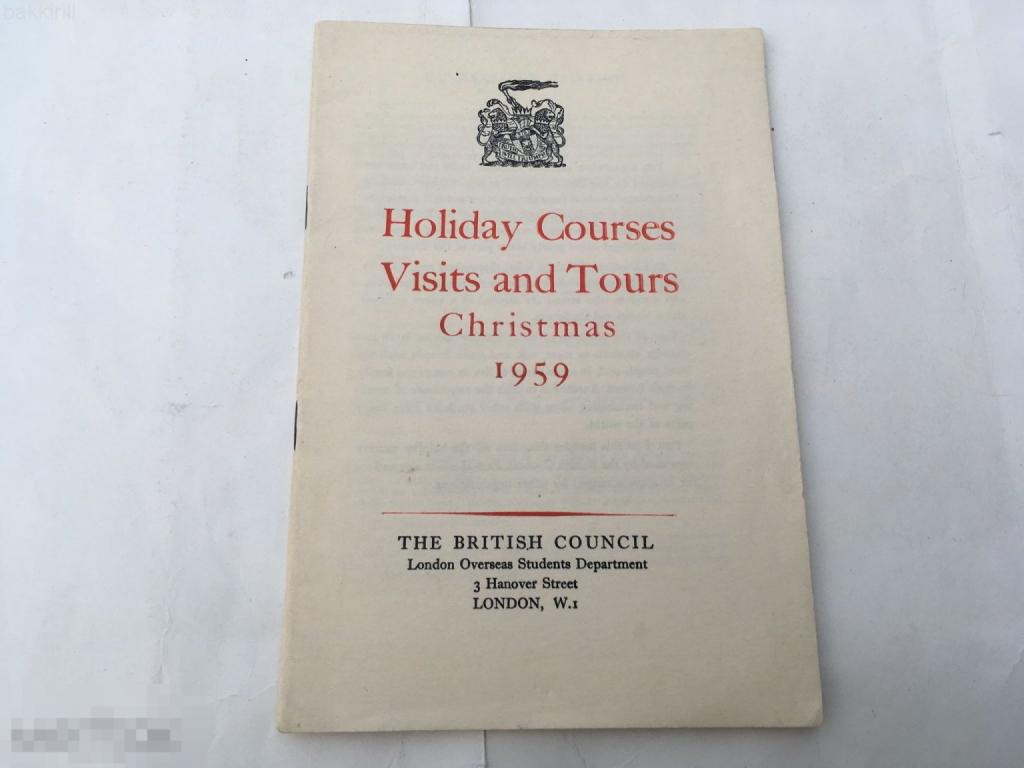 bakkirill
Holiday Courses
Visits and Tours
Christmas
1959
THE BRITISH COUNCIL
London Overseas Students Department
3 Hanover Street
LONDON, W.1